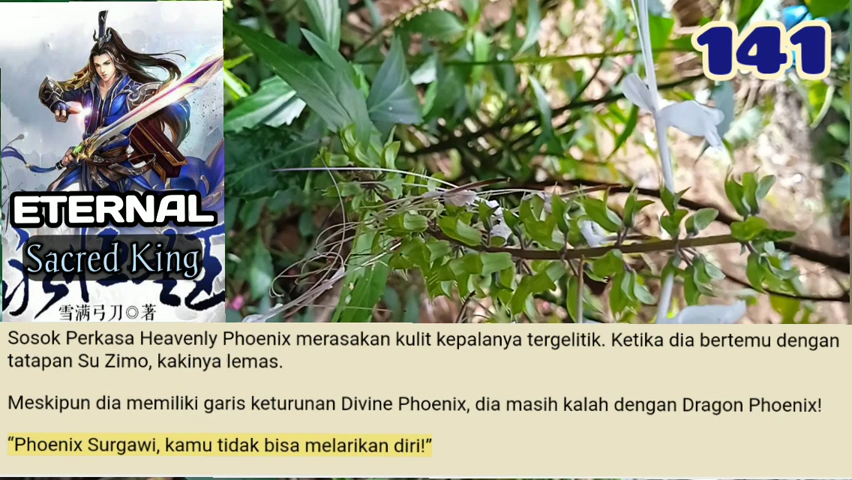 141
ETERNAL
Sacred King
雪满弓刀◎著
Sosok Perkasa Heavenly Phoenix merasakan kulit kepalanya tergelitik. Ketika dia bertemu dengan
tatapan Su Zimo, kakinya lemas.
Meskipun dia memiliki garis keturunan Divine Phoenix, dia masih kalah dengan Dragon Phoenix!
“Phoenix Surgawi, kamu tidak bisa melarikan diri!”